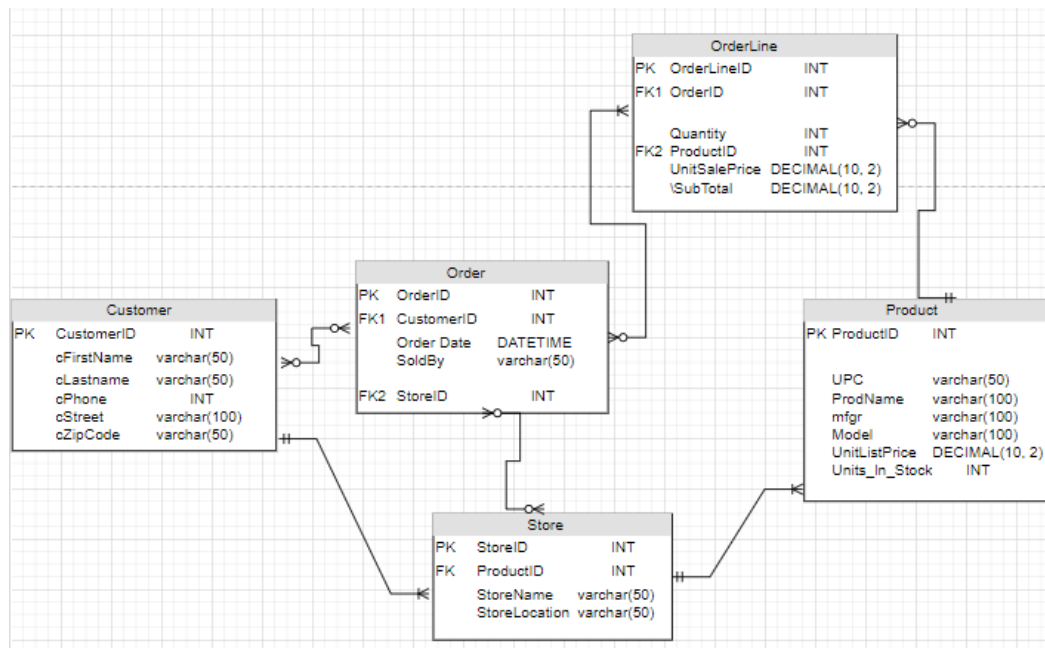 OrderLine
PK OrderLineID INT
FK1 OrderID INT
Quantity INT
FK2 ProductID INT
UnitSalePrice DECIMAL(10, 2)
\SubTotal DECIMAL(10, 2)
Order
PK OrderID INT
FK1 CustomerID INT
Order Date DATETIME
SoldBy varchar(50)
FK2 StoreID INT
Customer
PK CustomerID INT
cFirstName varchar(50)
cLastname varchar(50)
cPhone INT
cStreet varchar(100)
cZipCode varchar(50)
Product
PK ProductID INT
UPC varchar(50)
ProdName varchar(100)
mfgr varchar(100)
Model varchar(100)
UnitListPrice DECIMAL(10, 2)
Units_In_Stock INT
Store
PK StoreID INT
FK ProductID INT
StoreName varchar(50)
StoreLocation varchar(50)